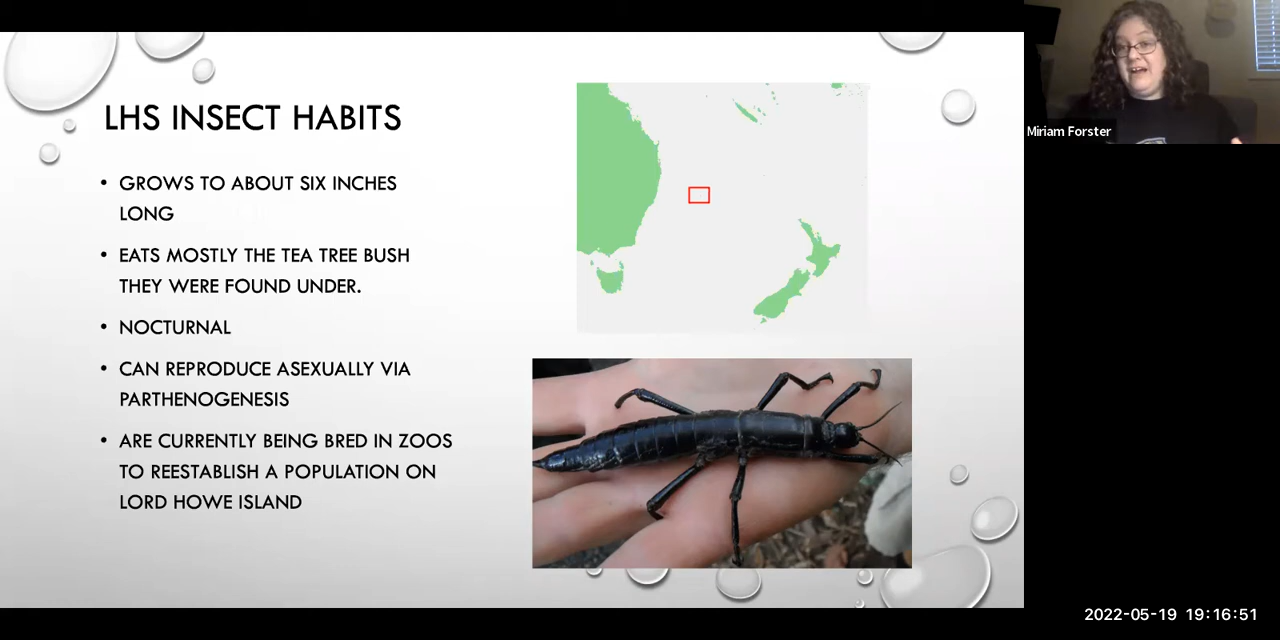 LHS INSECT HABITS
• GROWS TO ABOUT SIX INCHES
LONG
• EATS MOSTLY THE TEA TREE BUSH
THEY WERE FOUND UNDER.
• NOCTURNAL
• CAN REPRODUCE ASEXUALLY VIA
PARTHENOGENESIS
• ARE CURRENTLY BEING BRED IN ZOOS
TO REESTABLISH A POPULATION ON
LORD HOWE ISLAND
Miriam Forster
2022-05-19 19:16:51